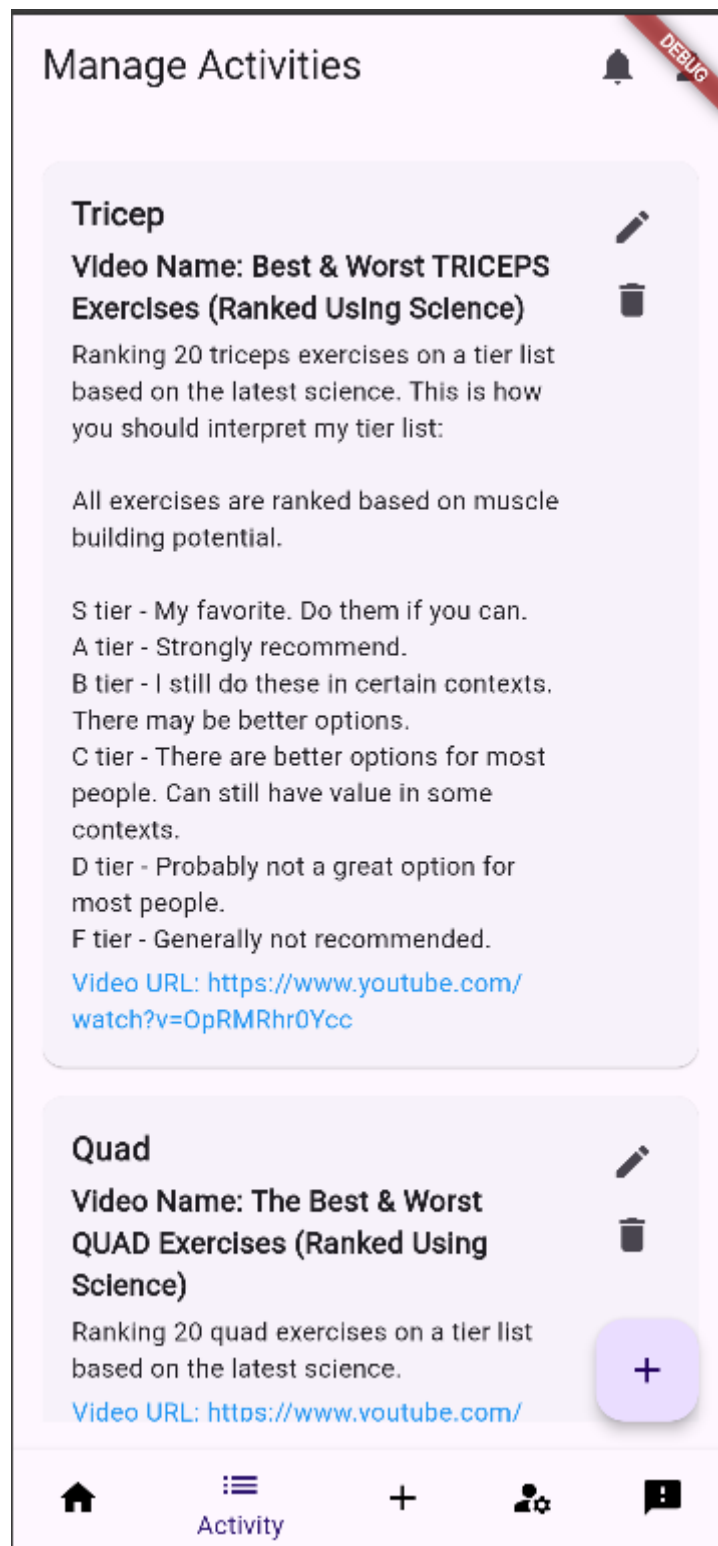 Manage Activities
DEBUG
Tricep
Video Name: Best & Worst TRICEPS
Exercises (Ranked Using Science)
Ranking 20 triceps exercises on a tier list
based on the latest science. This is how
you should interpret my tier list:
All exercises are ranked based on muscle
building potential.
S tier - My favorite. Do them if you can.
A tier - Strongly recommend.
B tier - I still do these in certain contexts.
There may be better options.
C tier - There are better options for most
people. Can still have value in some
contexts.
D tier - Probably not a great option for
most people.
F tier - Generally not recommended.
Video URL: https://www.youtube.com/
watch?v=OpRMRhr0Ycc
Quad
Video Name: The Best & Worst
QUAD Exercises (Ranked Using
Science)
Ranking 20 quad exercises on a tier list
based on the latest science.
Video URL: https://www.youtube.com/
Activity